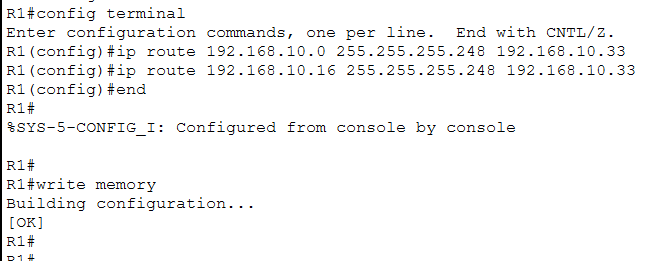 R1#config terminal
Enter configuration commands, one per line.  End with CNTL/Z.
R1(config)#ip route 192.168.10.0 255.255.255.248 192.168.10.33
R1(config)#ip route 192.168.10.16 255.255.255.248 192.168.10.33
R1(config)#end
R1#
%SYS-5-CONFIG_I: Configured from console by console
R1#
R1#write memory
Building configuration...
[OK]
R1#
R1#